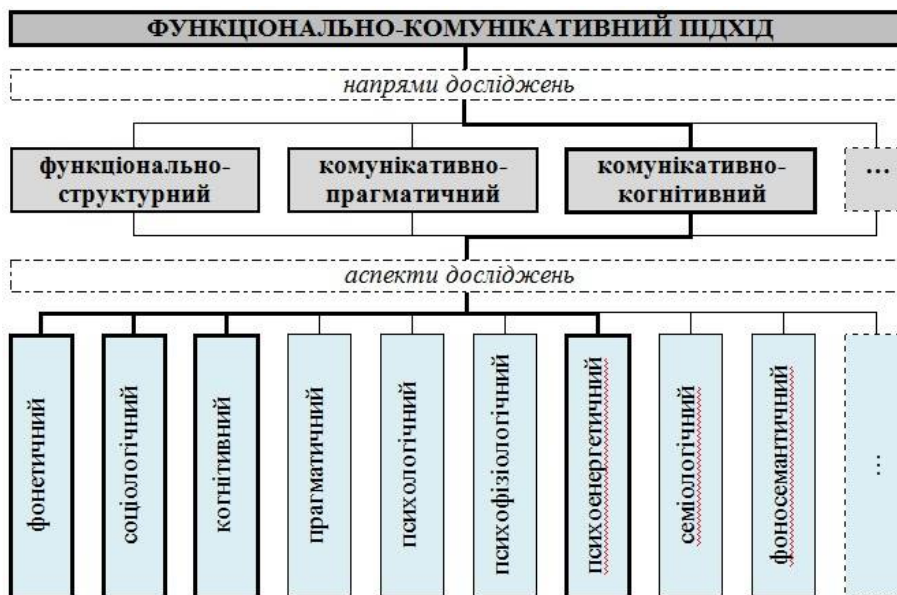 ФУНКЦІОНАЛЬНО-КОМУНІКАТИВНИЙ ПІДХІД
напрями досліджень
функціонально-
структурний
комунікативно-
прагматичний
комунікативно-
когнітивний
...
аспекти досліджень
фонетичний
соціологічний
когнітивний
прагматичний
психологічний
психофізіологічний
психоенергетичний
семіологічний
фоносемантичний
...